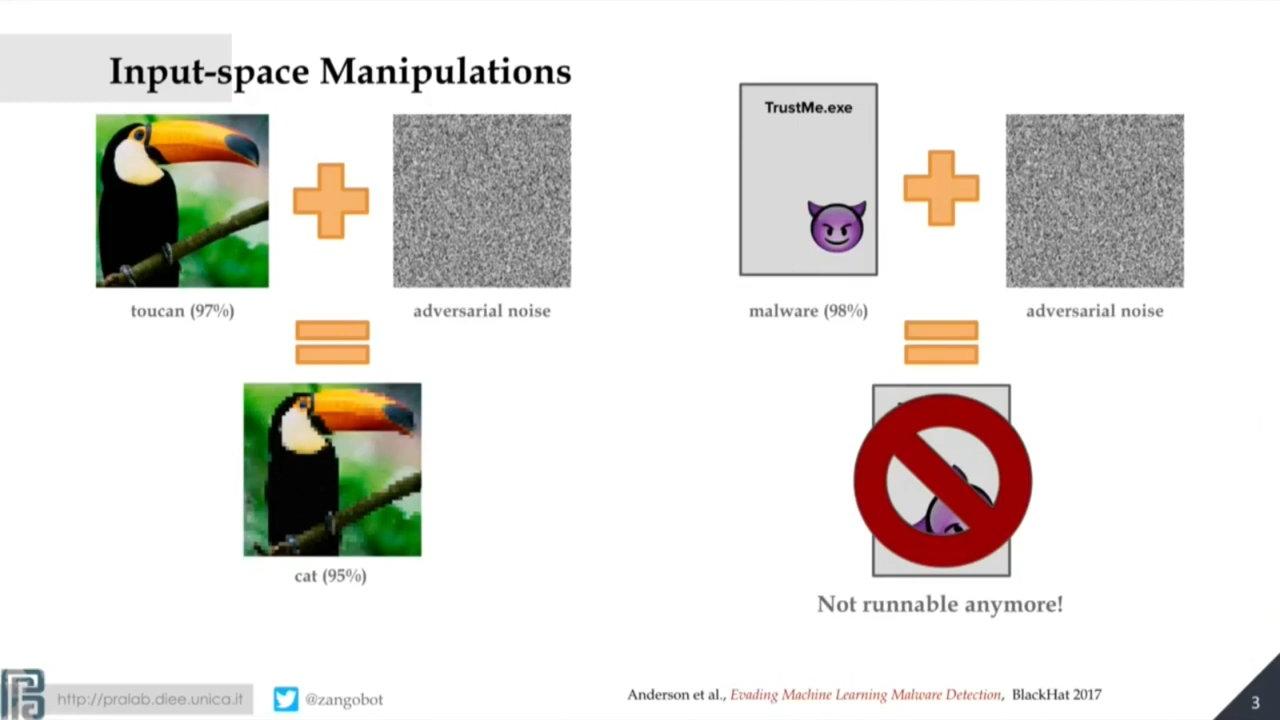 Input-space Manipulations
TrustMe.exe
toucan (97%)
adversarial noise
malware (98%)
adversarial noise
cat (95%)
Not runnable anymore!
http://pralab.diee.unica.it
@zangobot
Anderson et al., Evading Machine Learning Malware Detection, BlackHat 2017
3